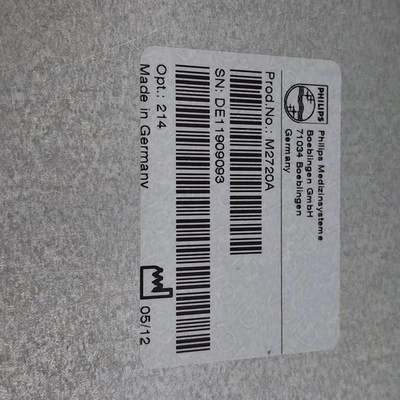 PHILIPS
Philips Medizinsysteme
Boeblingen GmbH
71034 Boeblingen
Germany
Prod.No.: M2720A
SN: DE11909093
Opt.: 214
Made in Germany
05/12